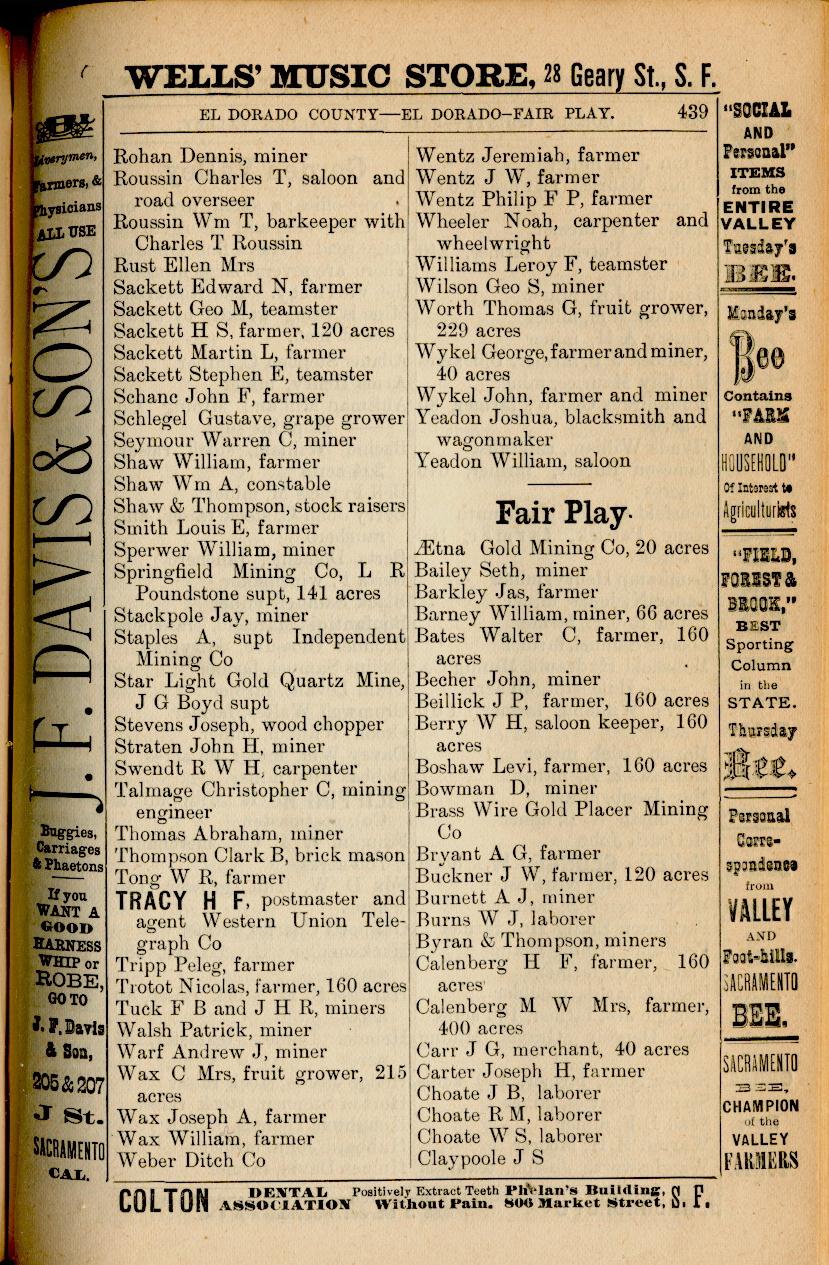 WELLS' MUSIC STORE, 28 Geary St., S. F.
EL DORADO COUNTY—EL DORADO-FAIR PLAY. 439
Liverymen,
Farmers, &
Physicians
ALL USE
J. F. DAVIS & SON'S
Buggies,
Carriages
& Phaetons
If you
WANT A
GOOD
HARNESS
WHIP or
ROBE,
GO TO
J. F. Davis
& Son,
205 & 207
J St.
SACRAMENTO
CAL.
Rohan Dennis, miner
Roussin Charles T, saloon and
road overseer
Roussin Wm T, barkeeper with
Charles T Roussin
Rust Ellen Mrs
Sackett Edward N, farmer
Sackett Geo M, teamster
Sackett H S, farmer, 120 acres
Sackett Martin L, farmer
Sackett Stephen E, teamster
Schanc John F, farmer
Schlegel Gustave, grape grower
Seymour Warren C, miner
Shaw William, farmer
Shaw Wm A, constable
Shaw & Thompson, stock raisers
Smith Louis E, farmer
Sperwer William, miner
Springfield Mining Co, L R
Poundstone supt, 141 acres
Stackpole Jay, miner
Staples A, supt Independent
Mining Co
Star Light Gold Quartz Mine,
J G Boyd supt
Stevens Joseph, wood chopper
Straten John H, miner
Swendt R W H, carpenter
Talmage Christopher C, mining
engineer
Thomas Abraham, miner
Thompson Clark B, brick mason
Tong W R, farmer
TRACY H F, postmaster and
agent Western Union Tele-
graph Co
Tripp Peleg, farmer
Trotot Nicolas, farmer, 160 acres
Tuck F B and J H R, miners
Walsh Patrick, miner
Warf Andrew J, miner
Wax C Mrs, fruit grower, 215
acres
Wax Joseph A, farmer
Wax William, farmer
Weber Ditch Co
Wentz Jeremiah, farmer
Wentz J W, farmer
Wentz Philip F P, farmer
Wheeler Noah, carpenter and
wheelwright
Williams Leroy F, teamster
Wilson Geo S, miner
Worth Thomas G, fruit grower,
229 acres
Wykel George, farmer and miner,
40 acres
Wykel John, farmer and miner
Yeadon Joshua, blacksmith and
wagonmaker
Yeadon William, saloon
Fair Play.
Ætna Gold Mining Co, 20 acres
Bailey Seth, miner
Barkley Jas, farmer
Barney William, miner, 66 acres
Bates Walter C, farmer, 160
acres
Becher John, miner
Beillick J P, farmer, 160 acres
Berry W H, saloon keeper, 160
acres
Boshaw Levi, farmer, 160 acres
Bowman D, miner
Brass Wire Gold Placer Mining
Co
Bryant A G, farmer
Buckner J W, farmer, 120 acres
Burnett A J, miner
Burns W J, laborer
Byran & Thompson, miners
Calenberg H F, farmer, 160
acres
Calenberg M W Mrs, farmer,
400 acres
Carr J G, merchant, 40 acres
Carter Joseph H, farmer
Choate J B, laborer
Choate R M, laborer
Choate W S, laborer
Claypoole J S
"SOCIAL
AND
Personal"
ITEMS
from the
ENTIRE
VALLEY
Tuesday's
BEE.
Monday's
Bee
Contains
"FARM
AND
HOUSEHOLD"
Of Interest to
Agriculturists
"FIELD,
FOREST &
BROOK,"
BEST
Sporting
Column
in the
STATE.
Thursday
Bee.
Personal
Corre-
spondence
from
VALLEY
AND
Foot-hills.
SACRAMENTO
BEE.
SACRAMENTO
BEE,
CHAMPION
of the
VALLEY
FARMERS
COLTON DENTAL ASSOCIATION Positively Extract Teeth Without Pain. Phelan's Building, 806 Market Street, S. F.